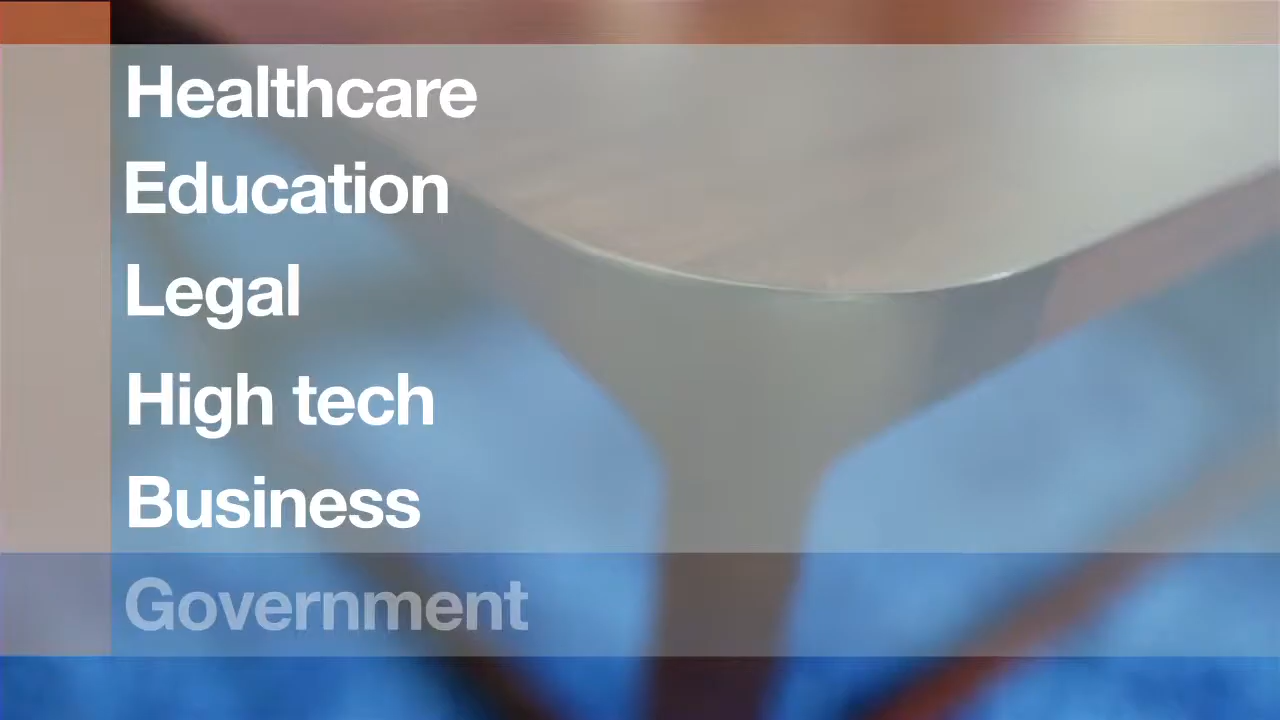 Healthcare
Education
Legal
High tech
Business
Government